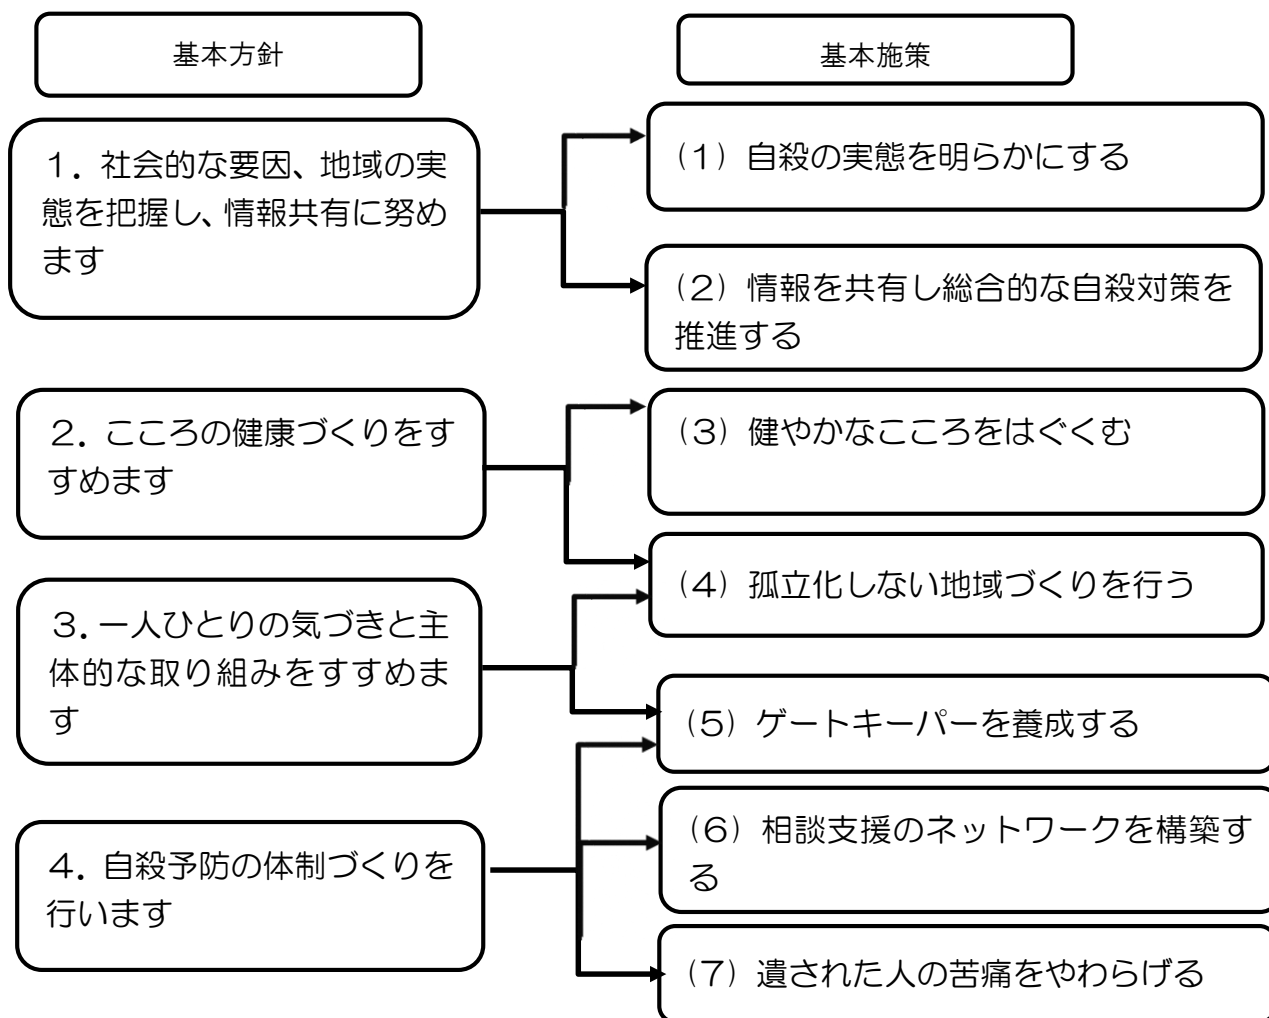 基本方針
基本施策
１．社会的な要因、地域の実
態を把握し、情報共有に努め
ます
（１）自殺の実態を明らかにする
（２）情報を共有し総合的な自殺対策を
推進する
２．こころの健康づくりをす
すめます
（３）健やかなこころをはぐくむ
（４）孤立化しない地域づくりを行う
３．一人ひとりの気づきと主
体的な取り組みをすすめま
す
（５）ゲートキーパーを養成する
４．自殺予防の体制づくりを
行います
（６）相談支援のネットワークを構築す
る
（７）遺された人の苦痛をやわらげる